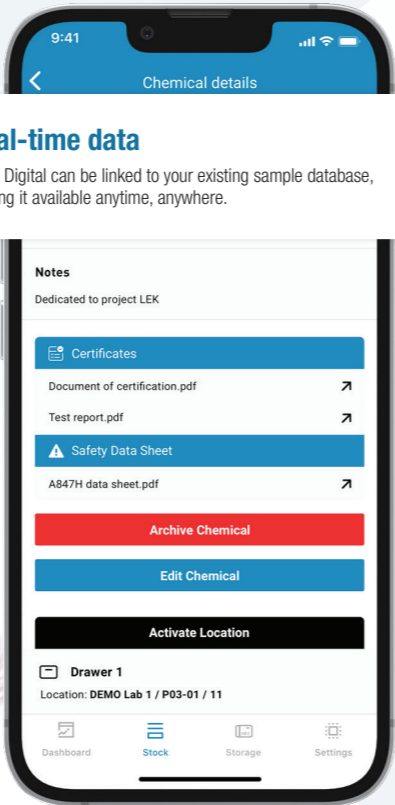 9:41
Chemical details
al-time data
Digital can be linked to your existing sample database,
ng it available anytime, anywhere.
Notes
Dedicated to project LEK
Certificates
Document of certification.pdf
Test report.pdf
Safety Data Sheet
A847H data sheet.pdf
Archive Chemical
Edit Chemical
Activate Location
Drawer 1
Location: DEMO Lab 1 / P03-01 / 11
Dashboard Stock Storage Settings